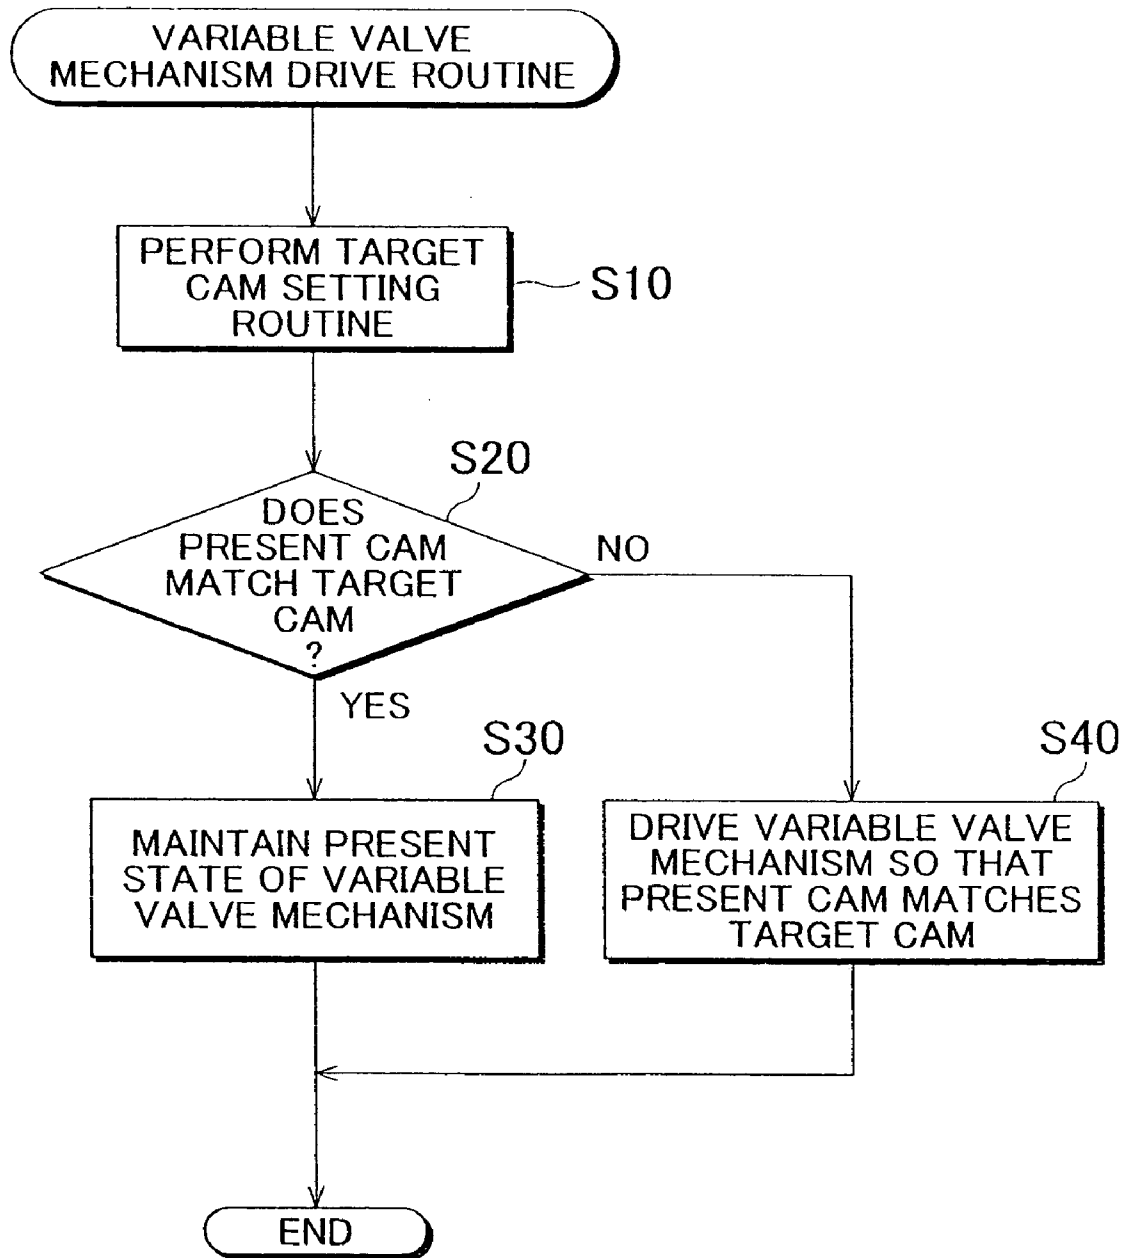 VARIABLE VALVE
MECHANISM DRIVE ROUTINE
PERFORM TARGET
CAM SETTING
ROUTINE
S10
S20
DOES
PRESENT CAM
MATCH TARGET
CAM
?
NO
YES
S30
MAINTAIN PRESENT
STATE OF VARIABLE
VALVE MECHANISM
S40
DRIVE VARIABLE VALVE
MECHANISM SO THAT
PRESENT CAM MATCHES
TARGET CAM
END